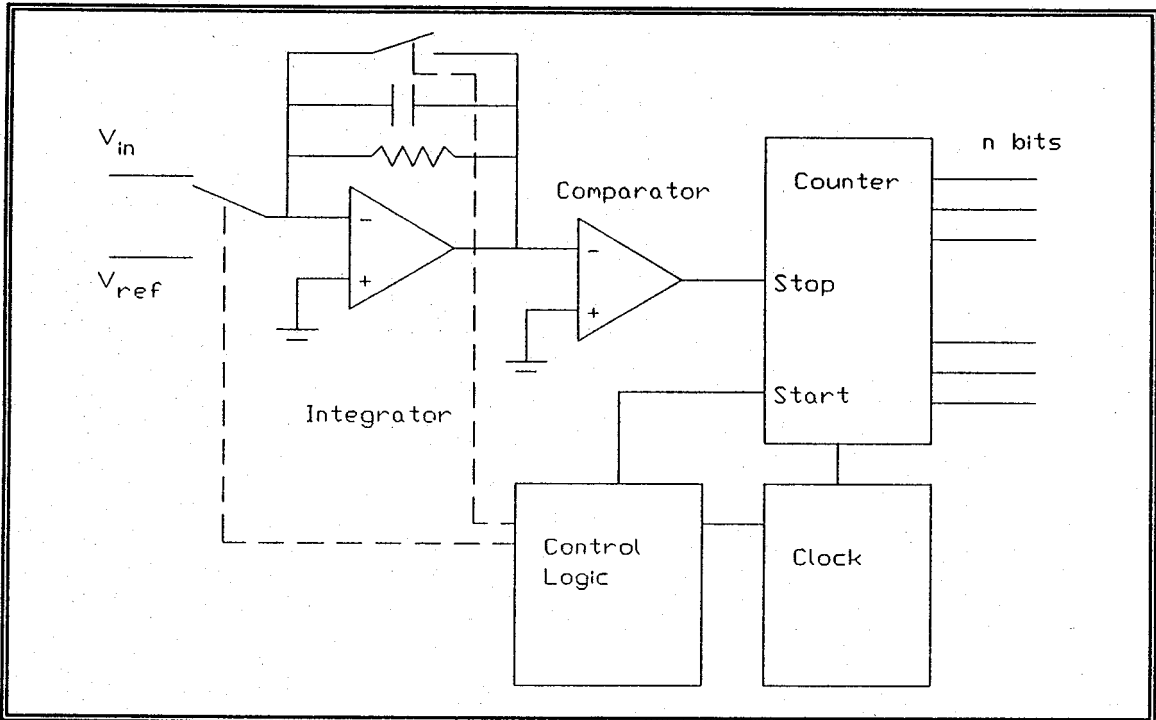 V_in
n bits
Counter
Comparator
−
+
V_ref
−
+
Stop
Start
Integrator
Control
Logic
Clock